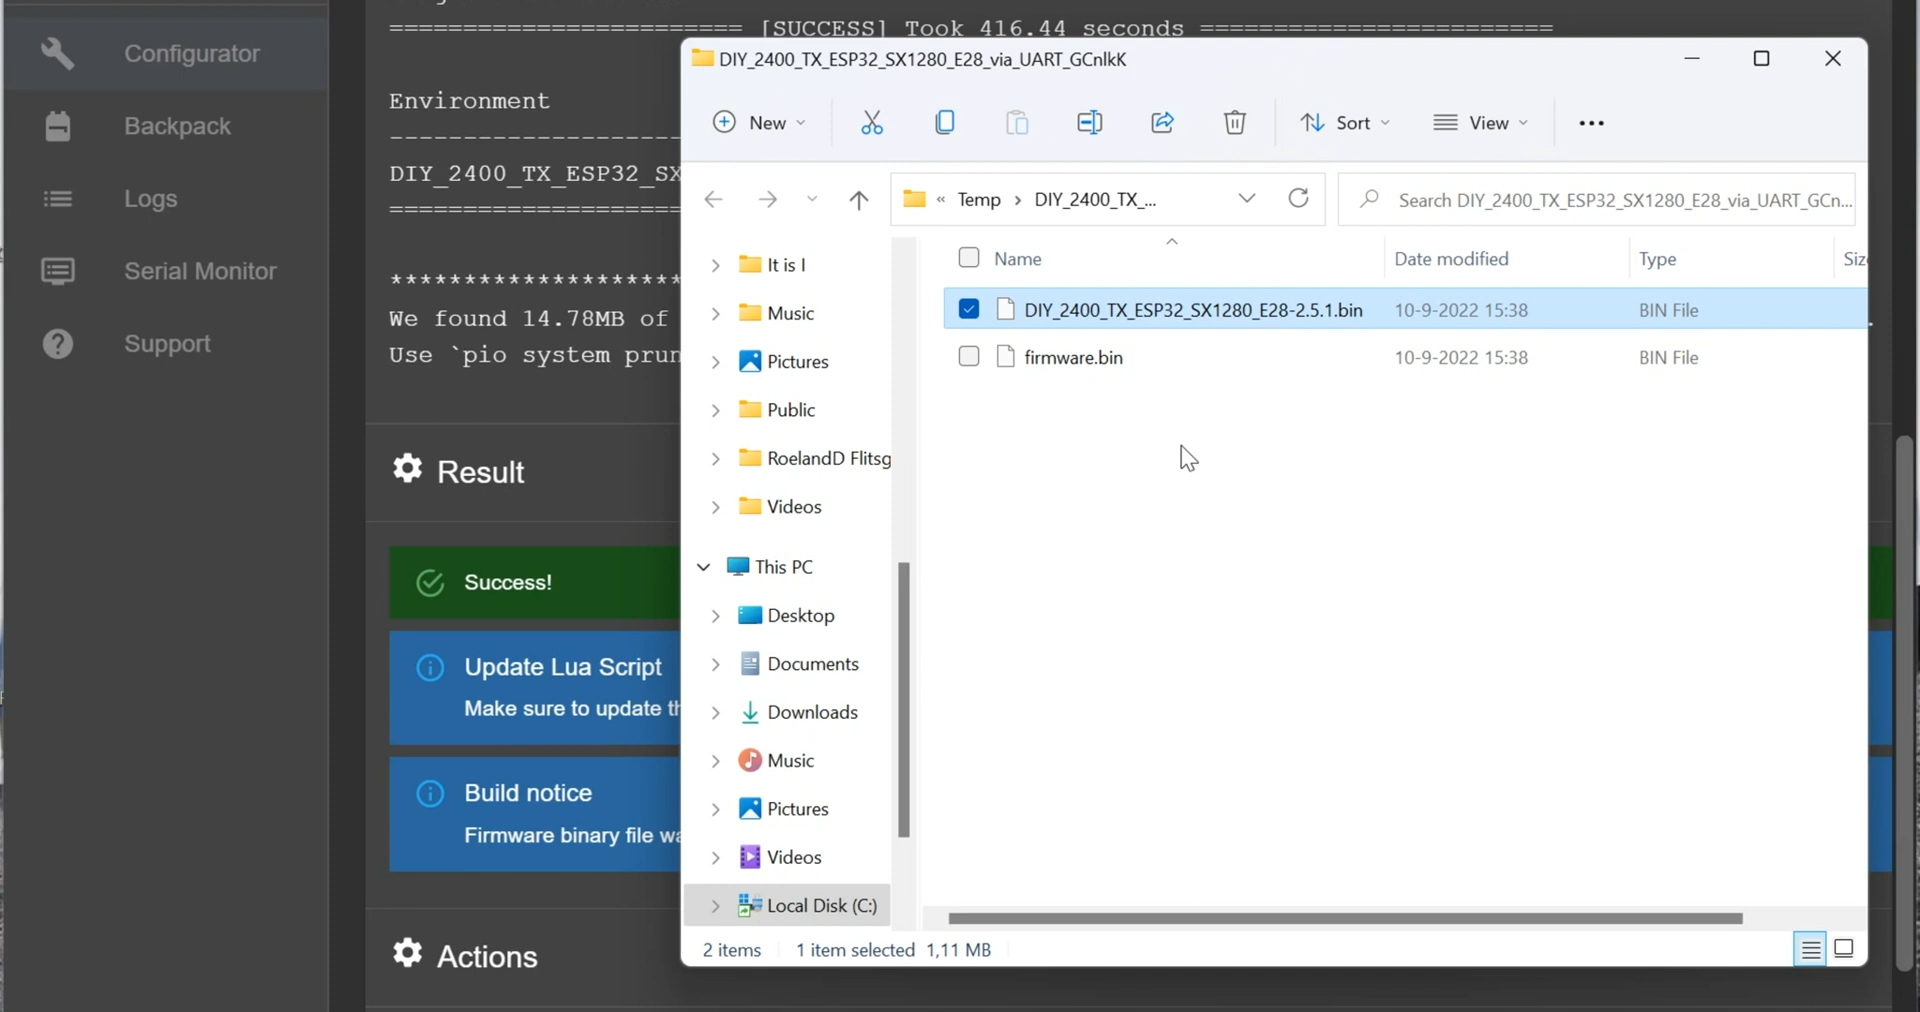 ======================== [SUCCESS] Took 416.44 seconds ========================
Configurator
Backpack
Logs
Serial Monitor
Support
Environment
--------------------
DIY_2400_TX_ESP32_SX
====================
********************
We found 14.78MB of
Use `pio system prun
Result
Success!
Update Lua Script
Make sure to update th
Build notice
Firmware binary file wa
Actions
DIY_2400_TX_ESP32_SX1280_E28_via_UART_GCnlkK
New
Sort
View
« Temp › DIY_2400_TX_...
Search DIY_2400_TX_ESP32_SX1280_E28_via_UART_GCn...
It is I
Music
Pictures
Public
RoelandD Flitsg
Videos
This PC
Desktop
Documents
Downloads
Music
Pictures
Videos
Local Disk (C:)
Name Date modified Type Siz
DIY_2400_TX_ESP32_SX1280_E28-2.5.1.bin 10-9-2022 15:38 BIN File
firmware.bin 10-9-2022 15:38 BIN File
2 items 1 item selected 1,11 MB